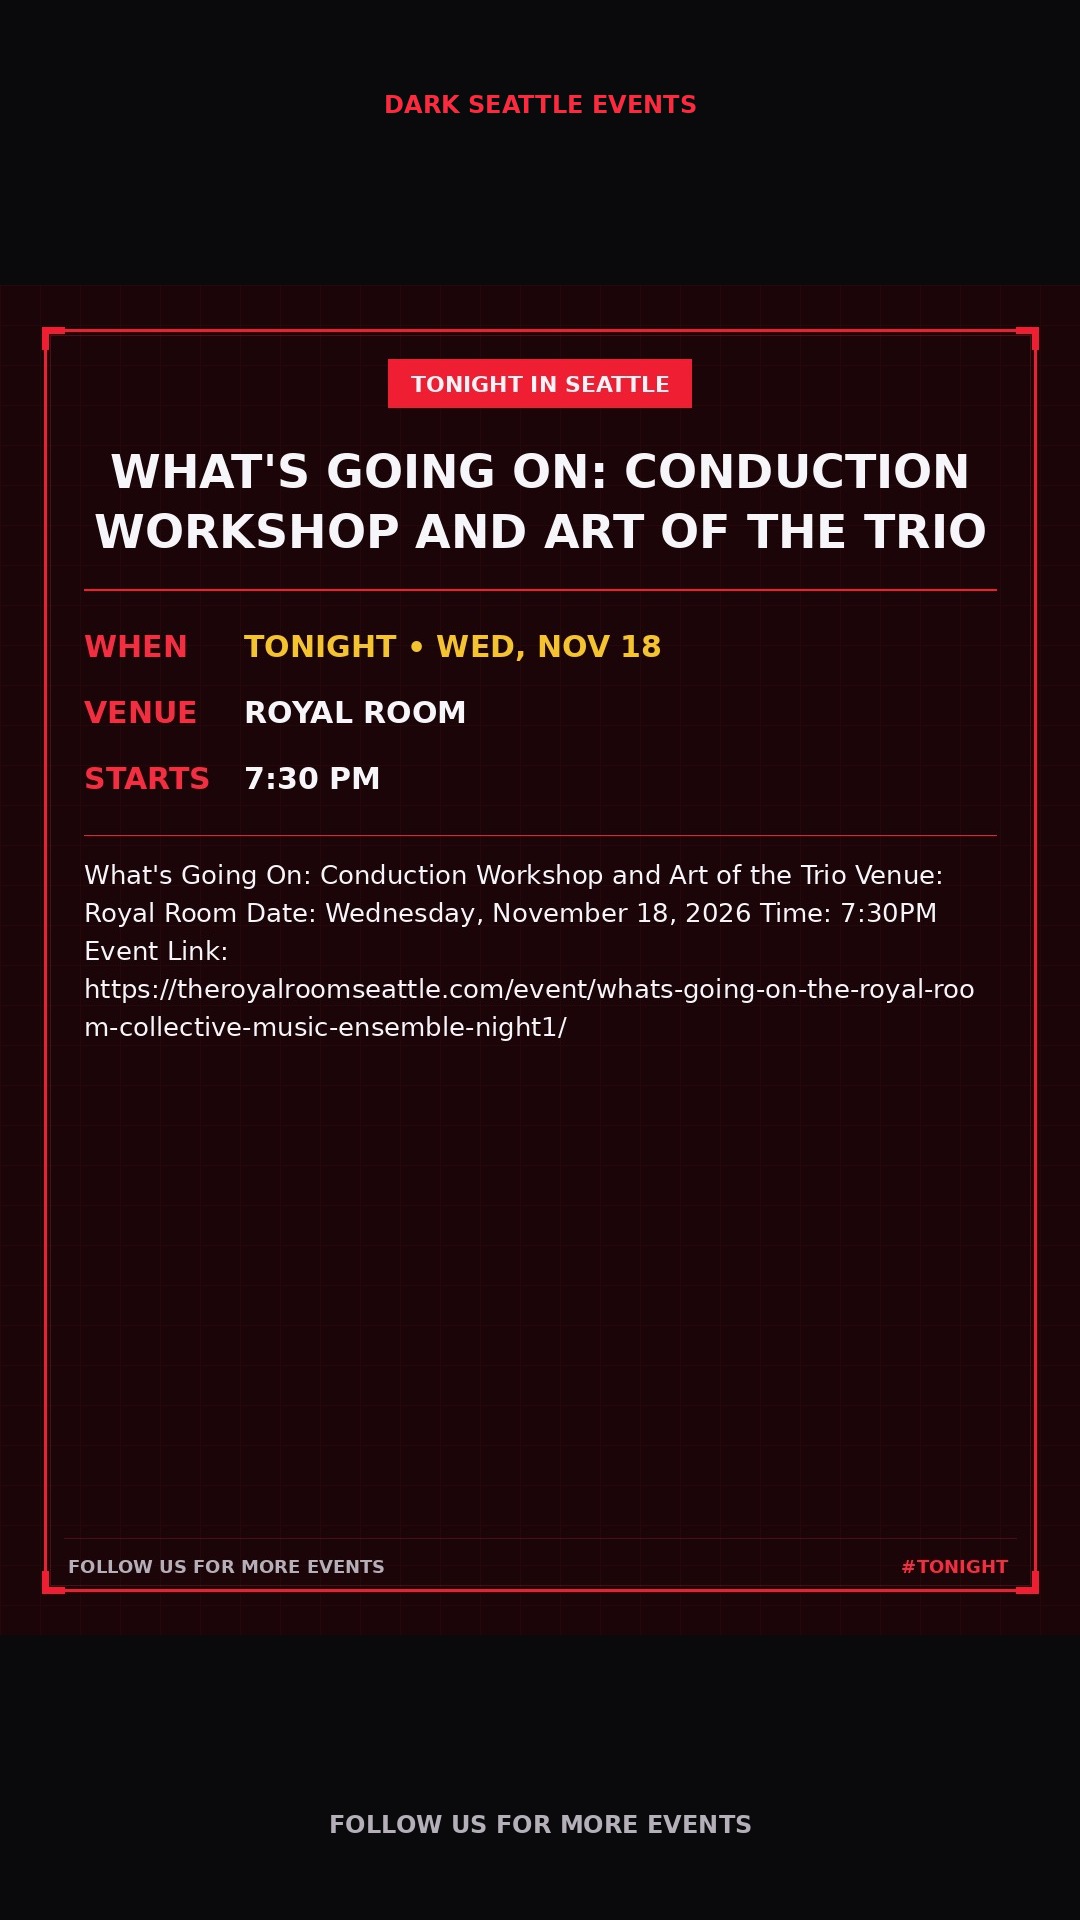 DARK SEATTLE EVENTS
TONIGHT IN SEATTLE
WHAT'S GOING ON: CONDUCTION
WORKSHOP AND ART OF THE TRIO
WHEN TONIGHT • WED, NOV 18
VENUE ROYAL ROOM
STARTS 7:30 PM
What's Going On: Conduction Workshop and Art of the Trio Venue:
Royal Room Date: Wednesday, November 18, 2026 Time: 7:30PM
Event Link:
https://theroyalroomseattle.com/event/whats-going-on-the-royal-roo
m-collective-music-ensemble-night1/
FOLLOW US FOR MORE EVENTS #TONIGHT
FOLLOW US FOR MORE EVENTS